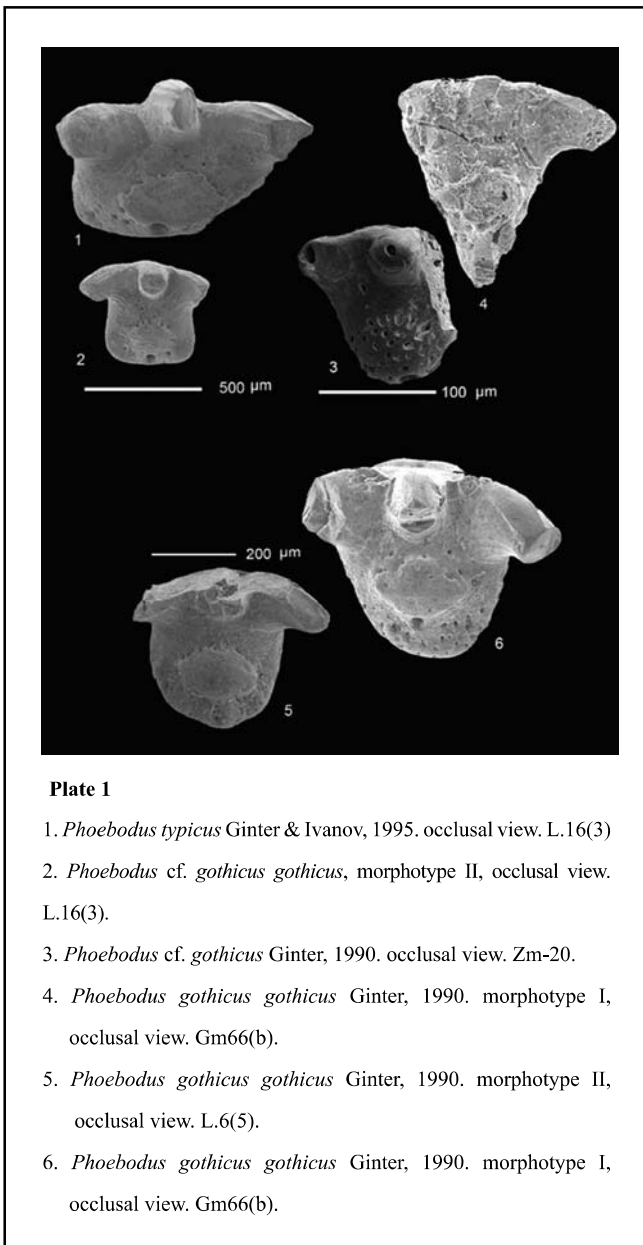 1
2
3
4
500 µm
100 µm
200 µm
5
6
Plate 1
1. Phoebodus typicus Ginter & Ivanov, 1995. occlusal view. L.16(3)
2. Phoebodus cf. gothicus gothicus, morphotype II, occlusal view.
L.16(3).
3. Phoebodus cf. gothicus Ginter, 1990. occlusal view. Zm-20.
4. Phoebodus gothicus gothicus Ginter, 1990. morphotype I,
occlusal view. Gm66(b).
5. Phoebodus gothicus gothicus Ginter, 1990. morphotype II,
occlusal view. L.6(5).
6. Phoebodus gothicus gothicus Ginter, 1990. morphotype I,
occlusal view. Gm66(b).